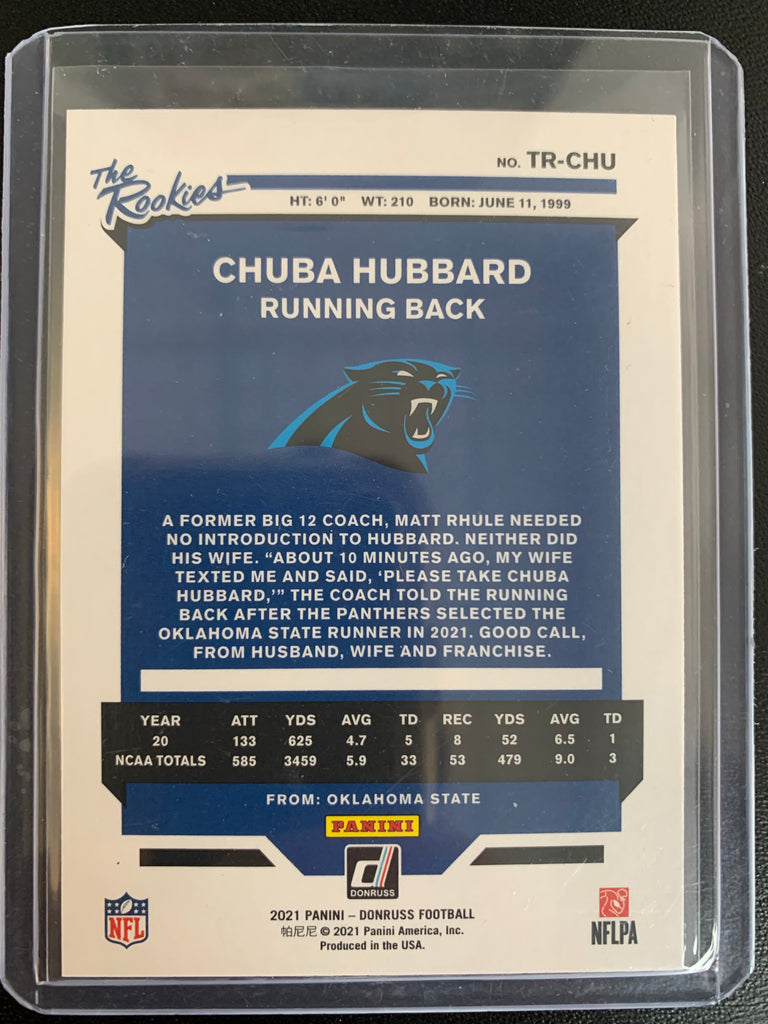 NO. TR-CHU
The
Rookies
HT: 6' 0" WT: 210 BORN: JUNE 11, 1999
CHUBA HUBBARD
RUNNING BACK
A FORMER BIG 12 COACH, MATT RHULE NEEDED
NO INTRODUCTION TO HUBBARD. NEITHER DID
HIS WIFE. “ABOUT 10 MINUTES AGO, MY WIFE
TEXTED ME AND SAID, ‘PLEASE TAKE CHUBA
HUBBARD,’” THE COACH TOLD THE RUNNING
BACK AFTER THE PANTHERS SELECTED THE
OKLAHOMA STATE RUNNER IN 2021. GOOD CALL,
FROM HUSBAND, WIFE AND FRANCHISE.
YEAR ATT YDS AVG TD REC YDS AVG TD
20 133 625 4.7 5 8 52 6.5 1
NCAA TOTALS 585 3459 5.9 33 53 479 9.0 3
FROM: OKLAHOMA STATE
PANINI
d
DONRUSS
NFL
2021 PANINI – DONRUSS FOOTBALL
帕尼尼 © 2021 Panini America, Inc.
Produced in the USA.
NFLPA